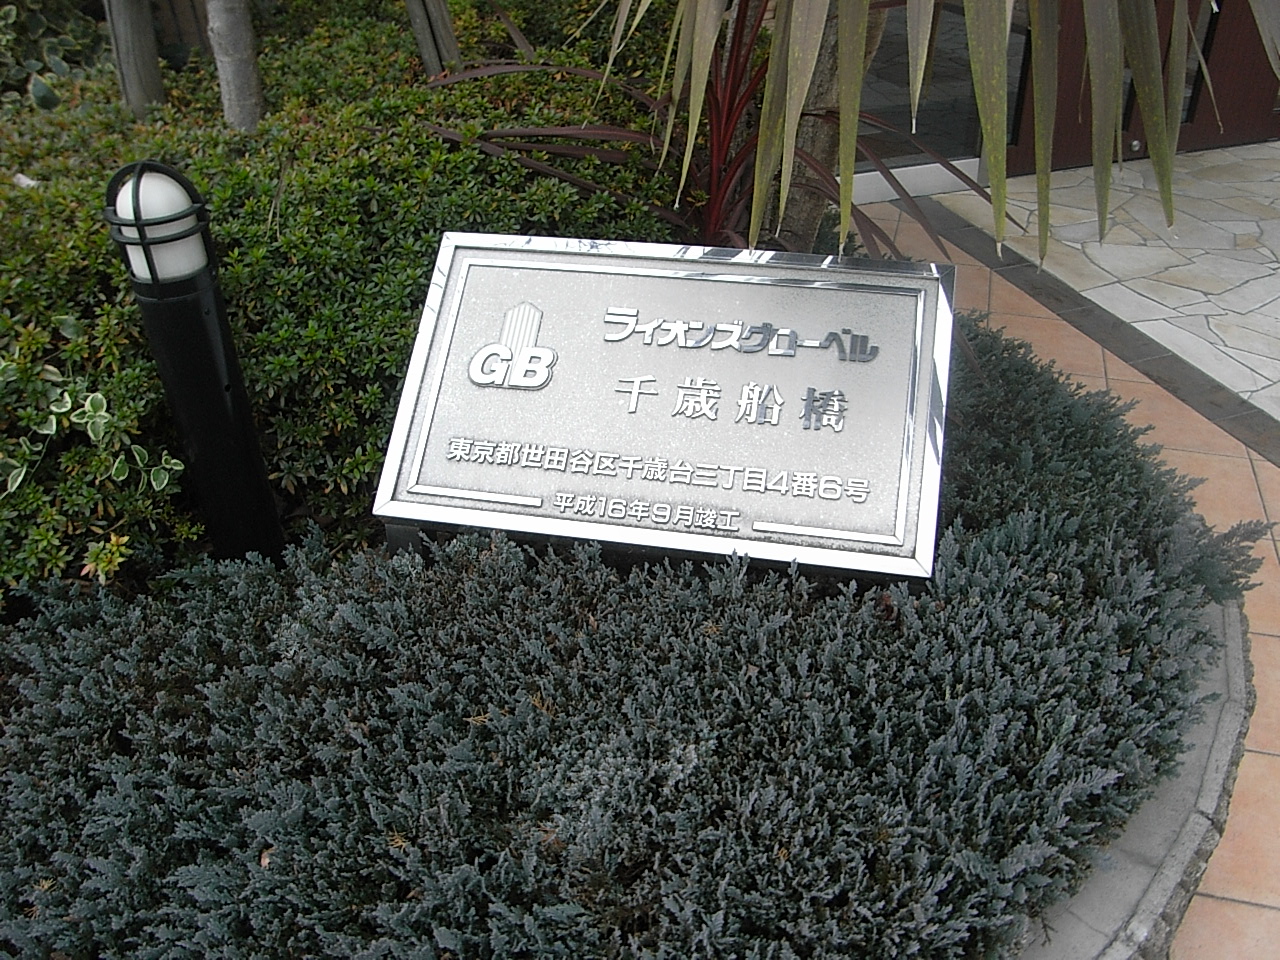 GB
ライオンズグローベル
千歳船橋
東京都世田谷区千歳台三丁目4番6号
平成16年9月竣工